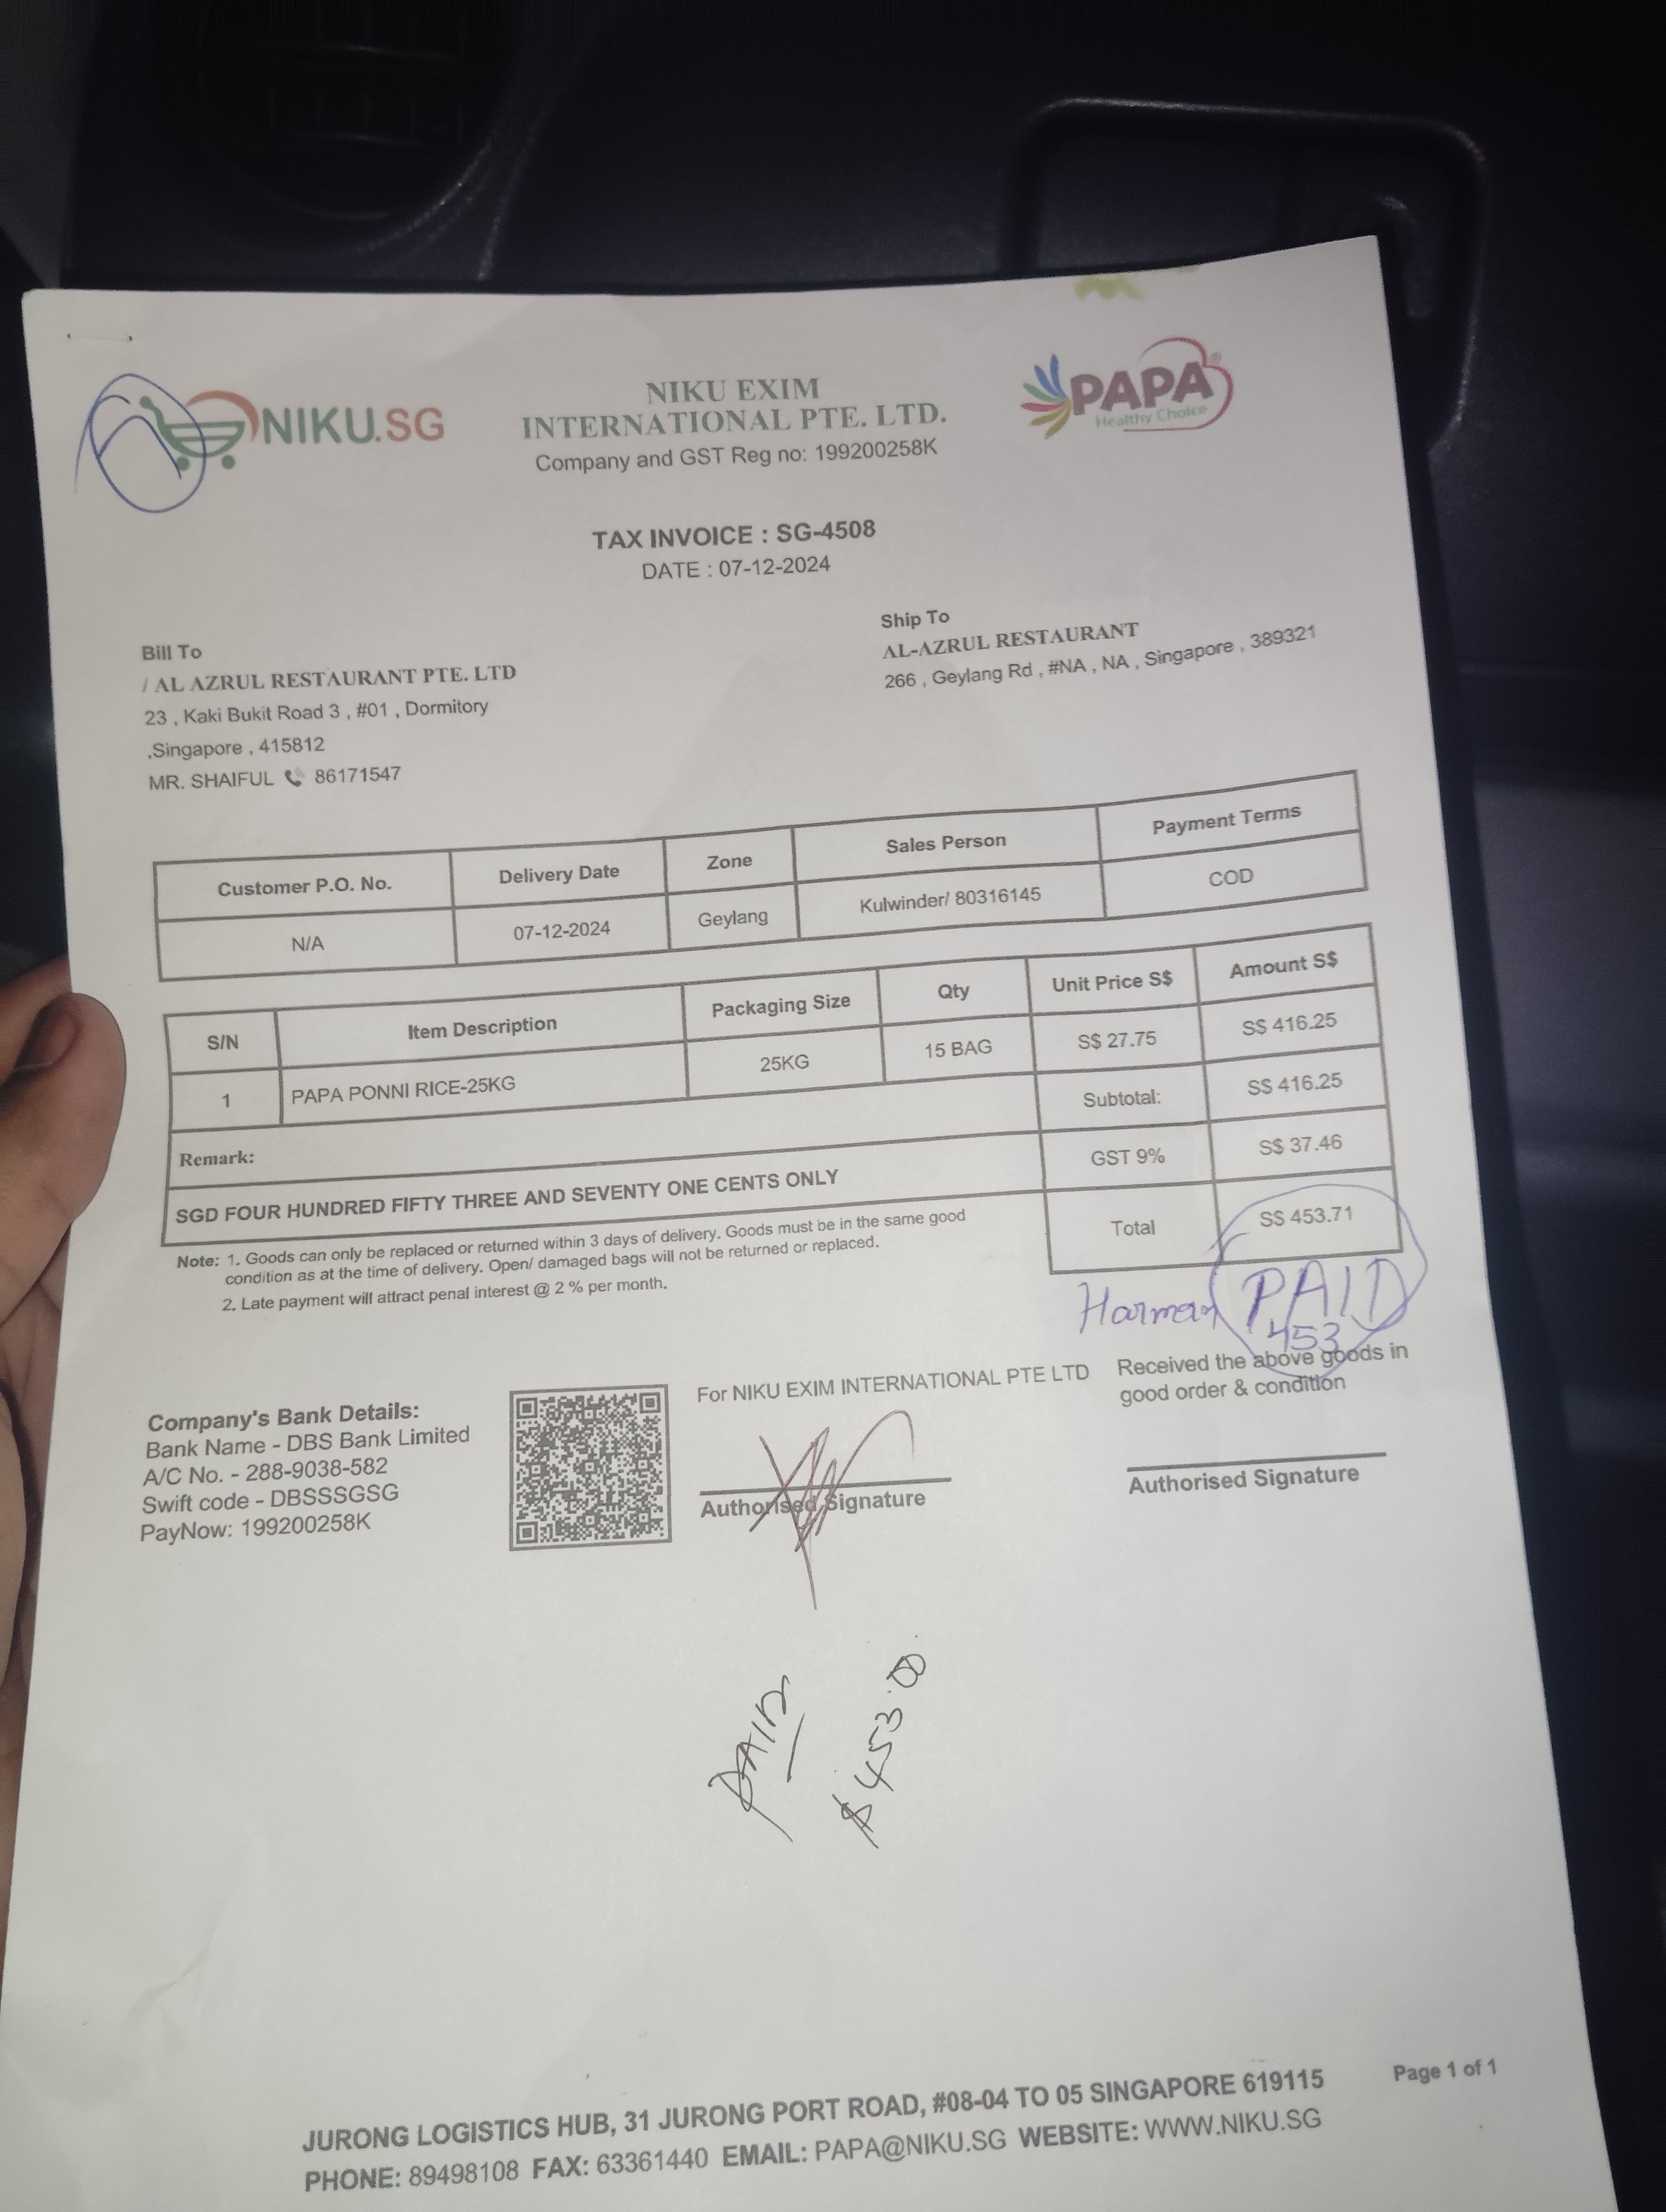 NIKU.SG
NIKU EXIM
INTERNATIONAL PTE. LTD.
Company and GST Reg no: 199200258K
PAPA®
Healthy Choice
TAX INVOICE : SG-4508
DATE : 07-12-2024
Bill To
/ AL AZRUL RESTAURANT PTE. LTD
23 , Kaki Bukit Road 3 , #01 , Dormitory
,Singapore , 415812
MR. SHAIFUL 86171547
Ship To
AL-AZRUL RESTAURANT
266 , Geylang Rd , #NA , NA , Singapore , 389321
Customer P.O. No. Delivery Date Zone Sales Person Payment Terms
N/A 07-12-2024 Geylang Kulwinder/ 80316145 COD
S/N Item Description Packaging Size Qty Unit Price S$ Amount S$
1 PAPA PONNI RICE-25KG 25KG 15 BAG S$ 27.75 S$ 416.25
Subtotal: S$ 416.25
Remark:
GST 9% S$ 37.46
SGD FOUR HUNDRED FIFTY THREE AND SEVENTY ONE CENTS ONLY
Total S$ 453.71
Note: 1. Goods can only be replaced or returned within 3 days of delivery. Goods must be in the same good
condition as at the time of delivery. Open/ damaged bags will not be returned or replaced.
2. Late payment will attract penal interest @ 2 % per month.
Harman PAID
453
Company's Bank Details:
Bank Name - DBS Bank Limited
A/C No. - 288-9038-582
Swift code - DBSSSGSG
PayNow: 199200258K
For NIKU EXIM INTERNATIONAL PTE LTD
Authorised Signature
Received the above goods in
good order & condition
Authorised Signature
PAID
$453.00
JURONG LOGISTICS HUB, 31 JURONG PORT ROAD, #08-04 TO 05 SINGAPORE 619115
PHONE: 89498108 FAX: 63361440 EMAIL: PAPA@NIKU.SG WEBSITE: WWW.NIKU.SG
Page 1 of 1